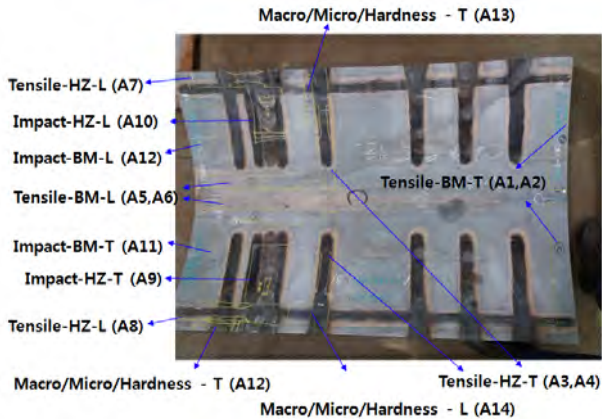 Macro/Micro/Hardness - T (A13)
Tensile-HZ-L (A7)
Impact-HZ-L (A10)
Impact-BM-L (A12)
Tensile-BM-T (A1,A2)
Tensile-BM-L (A5,A6)
Impact-BM-T (A11)
Impact-HZ-T (A9)
Tensile-HZ-L (A8)
Macro/Micro/Hardness - T (A12)
Tensile-HZ-T (A3,A4)
Macro/Micro/Hardness - L (A14)